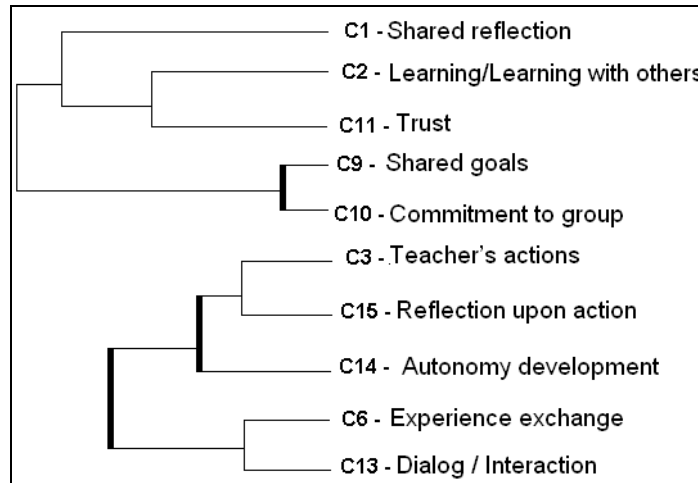 C1 - Shared reflection
C2 - Learning/Learning with others
C11 - Trust
C9 - Shared goals
C10 - Commitment to group
C3 - Teacher's actions
C15 - Reflection upon action
C14 - Autonomy development
C6 - Experience exchange
C13 - Dialog / Interaction